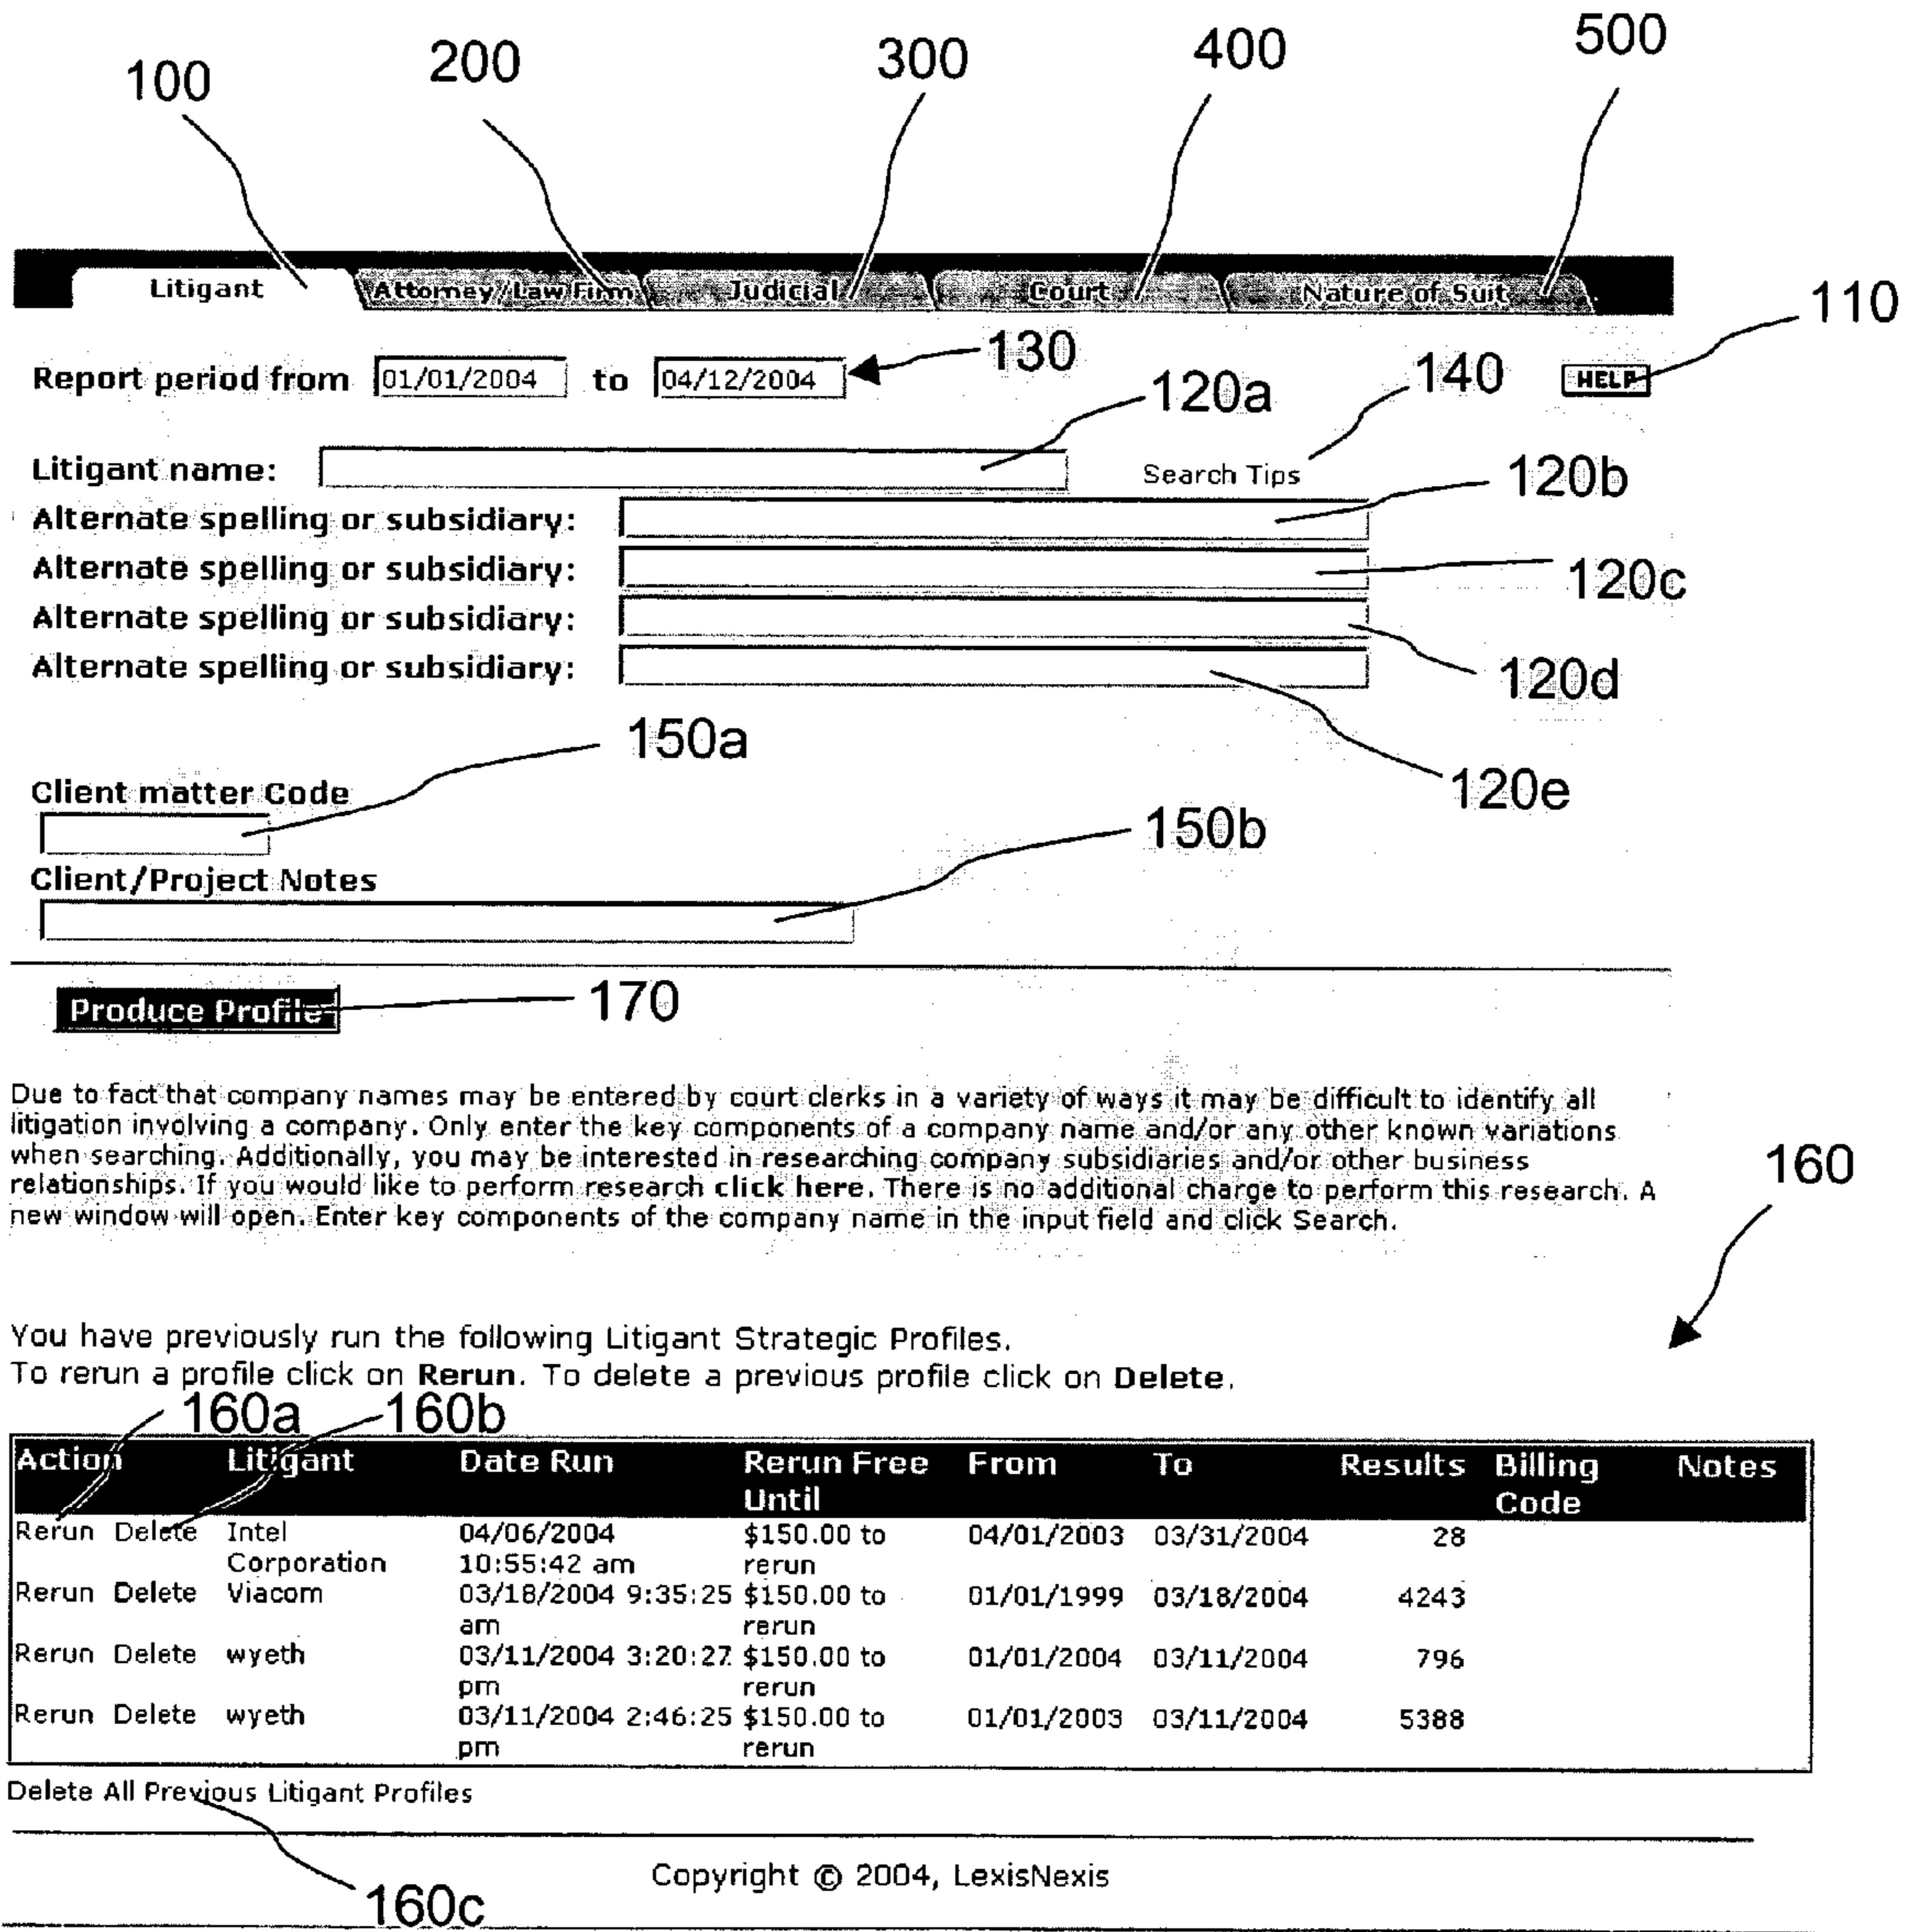 100 200 300 400 500
Litigant Attorney/Law Firm Judicial Court Nature of Suit
110
Report period from 01/01/2004 to 04/12/2004 130 140 HELP
120a
Litigant name: Search Tips 120b
Alternate spelling or subsidiary:
Alternate spelling or subsidiary: 120c
Alternate spelling or subsidiary:
Alternate spelling or subsidiary: 120d
150a
Client matter Code 120e
150b
Client/Project Notes
Produce Profile 170
Due to fact that company names may be entered by court clerks in a variety of ways it may be difficult to identify all
litigation involving a company. Only enter the key components of a company name and/or any other known variations
when searching. Additionally, you may be interested in researching company subsidiaries and/or other business
relationships. If you would like to perform research click here. There is no additional charge to perform this research. A
new window will open. Enter key components of the company name in the input field and click Search.
160
You have previously run the following Litigant Strategic Profiles.
To rerun a profile click on Rerun. To delete a previous profile click on Delete.
160a 160b
Action Litigant Date Run Rerun Free From To Results Billing Notes
Until Code
Rerun Delete Intel 04/06/2004 $150.00 to 04/01/2003 03/31/2004 28
Corporation 10:55:42 am rerun
Rerun Delete Viacom 03/18/2004 9:35:25 $150.00 to 01/01/1999 03/18/2004 4243
am rerun
Rerun Delete wyeth 03/11/2004 3:20:27 $150.00 to 01/01/2004 03/11/2004 796
pm rerun
Rerun Delete wyeth 03/11/2004 2:46:25 $150.00 to 01/01/2003 03/11/2004 5388
pm rerun
Delete All Previous Litigant Profiles
Copyright © 2004, LexisNexis
160c